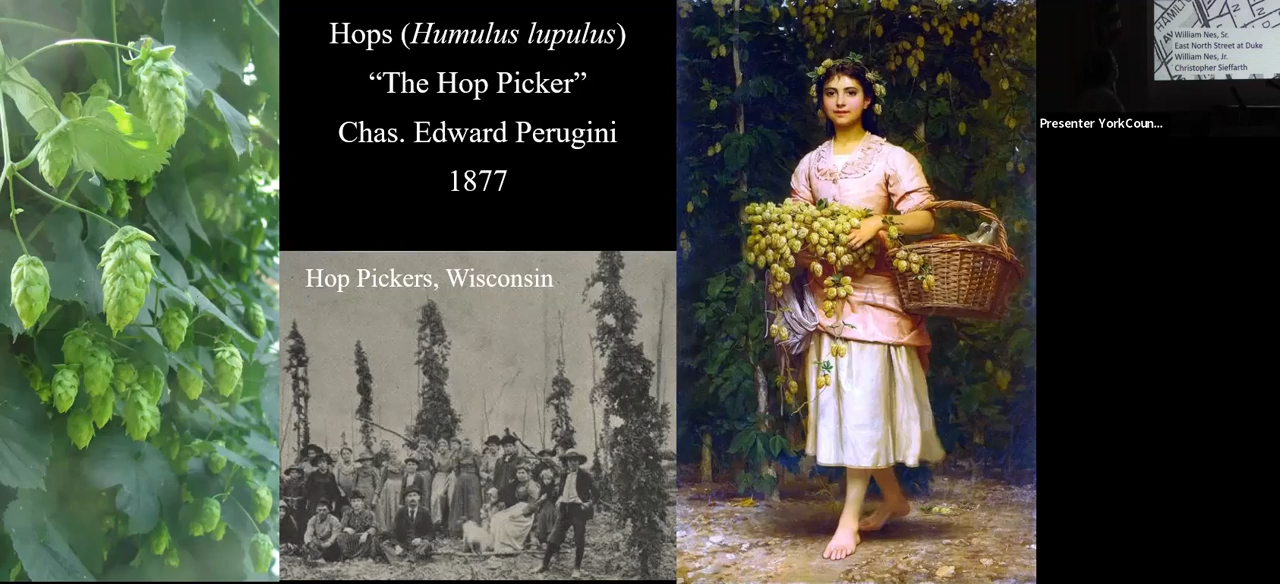 Hops (Humulus lupulus)
“The Hop Picker”
Chas. Edward Perugini
1877
Hop Pickers, Wisconsin
William Nes, Sr.
East North Street at Duke
William Nes, Jr.
Christopher Sieffarth
Presenter YorkCoun...